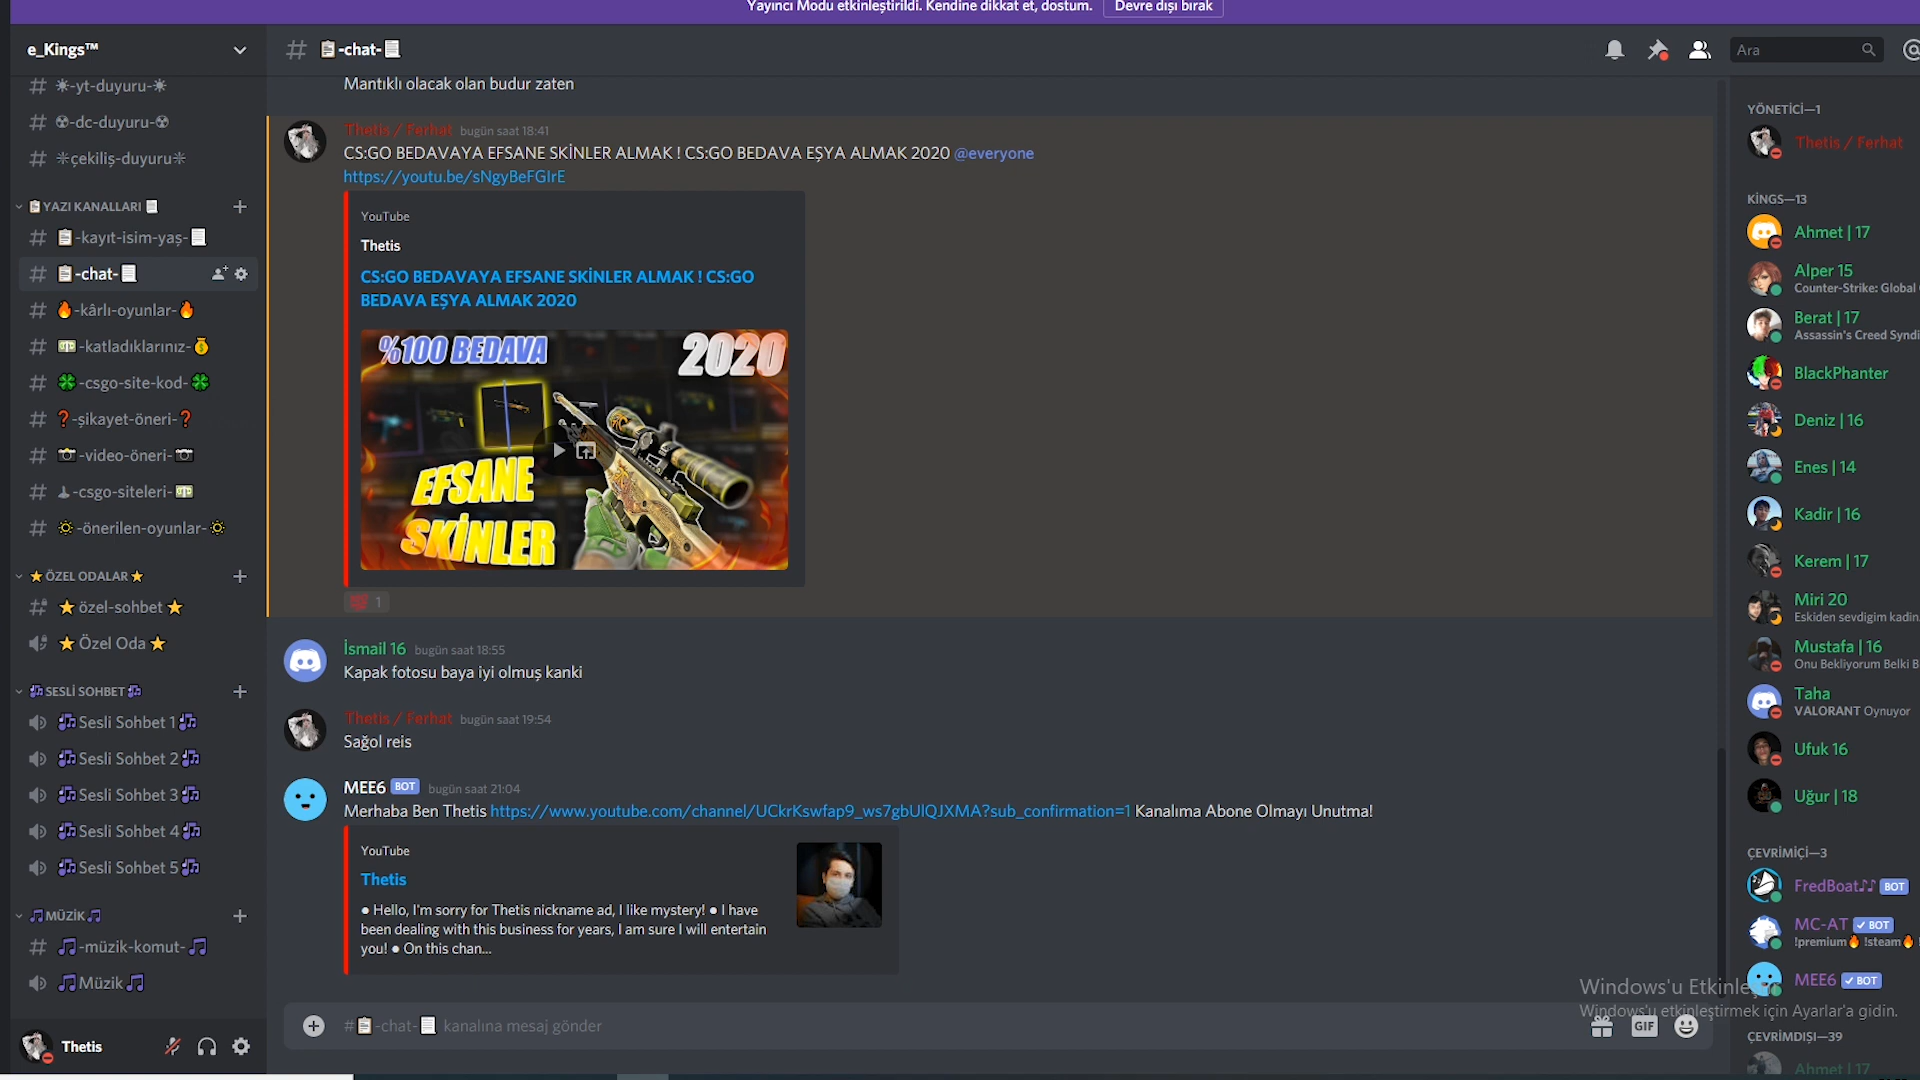 Yayıncı Modu etkinleştirildi. Kendine dikkat et, dostum. Devre dışı bırak
e_Kings™
-yt-duyuru-
-dc-duyuru-
çekiliş-duyuru
YAZI KANALLARI
-kayıt-isim-yaş-
-chat-
-kârlı-oyunlar-
-katladıklarınız-
-csgo-site-kod-
-şikayet-öneri-
-video-öneri-
-csgo-siteleri-
-önerilen-oyunlar-
ÖZEL ODALAR
özel-sohbet
Özel Oda
SESLİ SOHBET
Sesli Sohbet 1
Sesli Sohbet 2
Sesli Sohbet 3
Sesli Sohbet 4
Sesli Sohbet 5
MÜZİK
-müzik-komut-
Müzik
Thetis
# -chat-
Ara
Mantıklı olacak olan budur zaten
Thetis / Ferhat bugün saat 18:41
CS:GO BEDAVAYA EFSANE SKİNLER ALMAK ! CS:GO BEDAVA EŞYA ALMAK 2020 @everyone
https://youtu.be/sNgyBeFGIrE
YouTube
Thetis
CS:GO BEDAVAYA EFSANE SKİNLER ALMAK ! CS:GO
BEDAVA EŞYA ALMAK 2020
%100 BEDAVA 2020
EFSANE
SKİNLER
1
İsmail 16 bugün saat 18:55
Kapak fotosu baya iyi olmuş kanki
Thetis / Ferhat bugün saat 19:54
Sağol reis
MEE6 BOT bugün saat 21:04
Merhaba Ben Thetis https://www.youtube.com/channel/UCkrKswfap9_ws7gbUIQJXMA?sub_confirmation=1 Kanalıma Abone Olmayı Unutma!
YouTube
Thetis
● Hello, I'm sorry for Thetis nickname ad, I like mystery! ● I have
been dealing with this business for years, I am sure I will entertain
you! ● On this chan...
# -chat- kanalına mesaj gönder
GIF
YÖNETİCİ—1
Thetis / Ferhat
KİNGS—13
Ahmet | 17
Alper 15
Counter-Strike: Global
Berat | 17
Assassin's Creed Syndi
BlackPhanter
Deniz | 16
Enes | 14
Kadir | 16
Kerem | 17
Miri 20
Eskiden sevdigim kadin
Mustafa | 16
Onu Bekliyorum Belki B
Taha
VALORANT Oynuyor
Ufuk 16
Uğur | 18
ÇEVRİMİÇİ—3
FredBoat♪♪ BOT
MC-AT ✓ BOT
!premium !steam
MEE6 ✓ BOT
Windows'u Etkinleştir
Windows'u etkinleştirmek için Ayarlar'a gidin.
ÇEVRİMDIŞI—39
Ahmet | 17